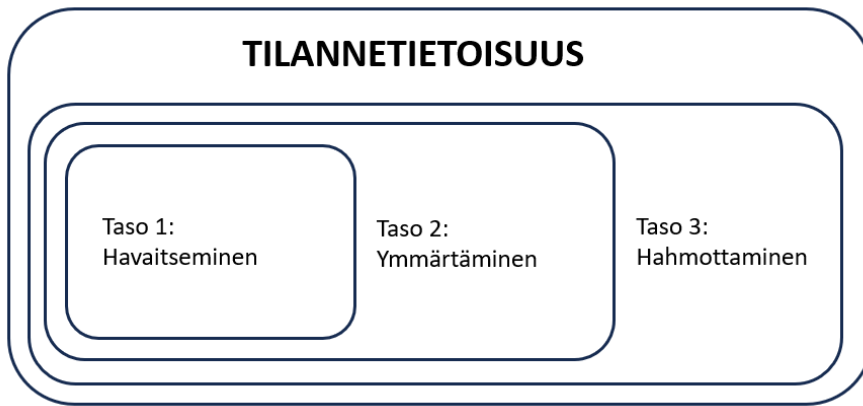 TILANNETIETOISUUS
Taso 1:
Havaitseminen
Taso 2:
Ymmärtäminen
Taso 3:
Hahmottaminen